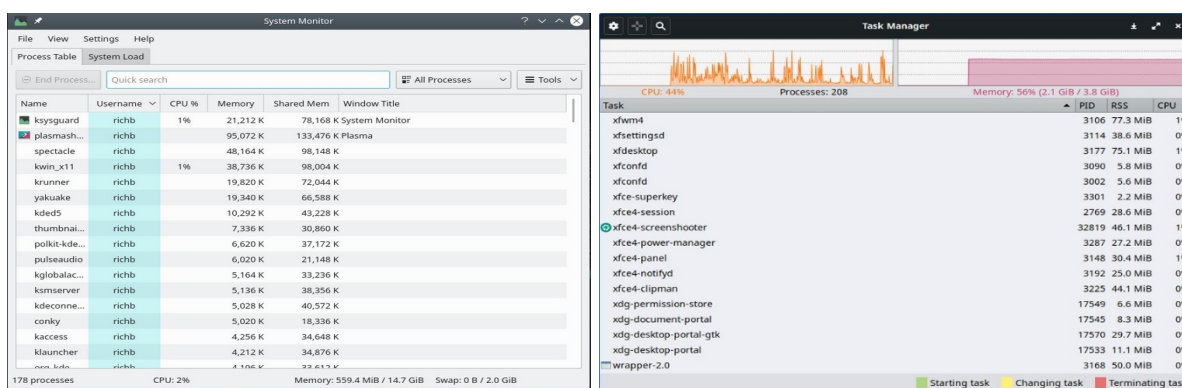 System Monitor
File View Settings Help
Process Table System Load
End Process... Quick search All Processes Tools
Name Username CPU % Memory Shared Mem Window Title
ksysguard richb 1% 21,212 K 78,168 K System Monitor
plasmash... richb 95,072 K 133,476 K Plasma
spectacle richb 48,164 K 98,148 K
kwin_x11 richb 1% 38,736 K 98,004 K
krunner richb 19,820 K 72,044 K
yakuake richb 19,340 K 66,588 K
kded5 richb 10,292 K 43,228 K
thumbnai... richb 7,336 K 30,860 K
polkit-kde... richb 6,620 K 37,172 K
pulseaudio richb 6,020 K 21,148 K
kglobalac... richb 5,164 K 33,236 K
ksmserver richb 5,136 K 38,356 K
kdeconne... richb 5,028 K 40,572 K
conky richb 5,020 K 18,336 K
kaccess richb 4,256 K 34,648 K
klauncher richb 4,212 K 34,876 K
org.kde... richb 4,196 K 33,612 K
178 processes CPU: 2% Memory: 559.4 MiB / 14.7 GiB Swap: 0 B / 2.0 GiB
Task Manager
CPU: 44% Processes: 208 Memory: 56% (2.1 GiB / 3.8 GiB)
Task PID RSS CPU
xfwm4 3106 77.3 MiB
xfsettingsd 3114 38.6 MiB
xfdesktop 3177 75.1 MiB
xfconfd 3090 5.8 MiB
xfconfd 3002 5.6 MiB
xfce-superkey 3301 2.2 MiB
xfce4-session 2769 28.6 MiB
xfce4-screenshooter 32819 46.1 MiB
xfce4-power-manager 3287 27.2 MiB
xfce4-panel 3148 30.4 MiB
xfce4-notifyd 3192 25.0 MiB
xfce4-clipman 3225 44.1 MiB
xdg-permission-store 17549 6.6 MiB
xdg-document-portal 17545 8.3 MiB
xdg-desktop-portal-gtk 17570 29.7 MiB
xdg-desktop-portal 17533 11.1 MiB
wrapper-2.0 3168 50.0 MiB
Starting task Changing task Terminating tas